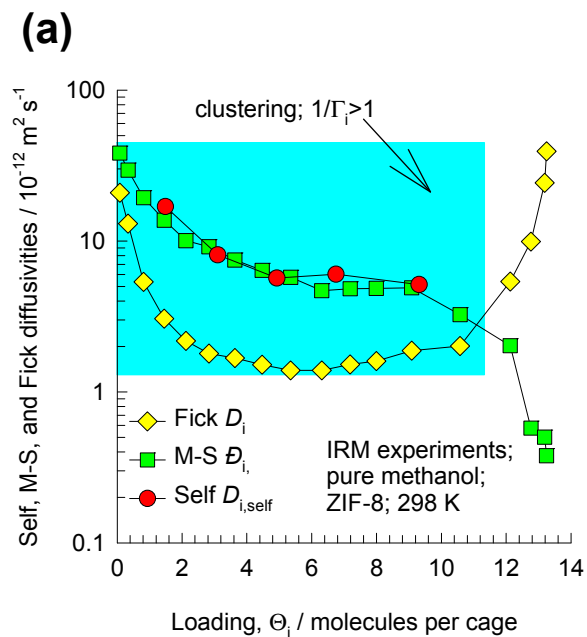 (a)
100
10
1
0.1
Self, M-S, and Fick diffusivities / 10⁻¹² m² s⁻¹
clustering; 1/Γᵢ>1
Fick Dᵢ
M-S Đᵢ,
Self Dᵢ,self
IRM experiments;
pure methanol;
ZIF-8; 298 K
0 2 4 6 8 10 12 14
Loading, Θᵢ / molecules per cage